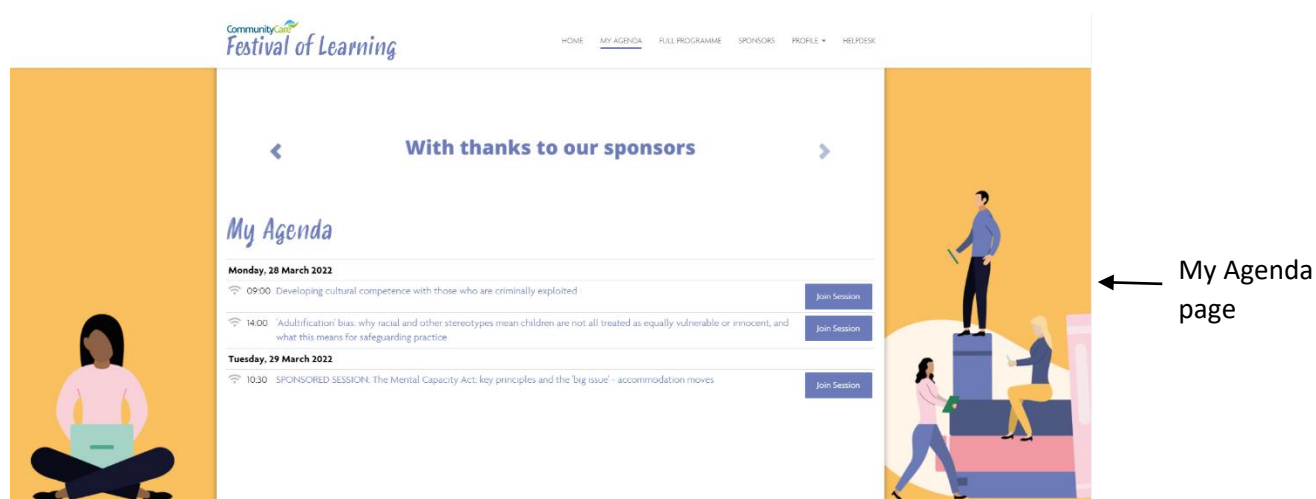 CommunityCare
Festival of Learning
HOME MY AGENDA FULL PROGRAMME SPONSORS PROFILE HELPDESK
With thanks to our sponsors
My Agenda
Monday, 28 March 2022
09:00 Developing cultural competence with those who are criminally exploited Join Session
14:00 'Adultification' bias: why racial and other stereotypes mean children are not all treated as equally vulnerable or innocent, and Join Session
what this means for safeguarding practice
Tuesday, 29 March 2022
10:30 SPONSORED SESSION: The Mental Capacity Act: key principles and the 'big issue' - accommodation moves Join Session
My Agenda
page